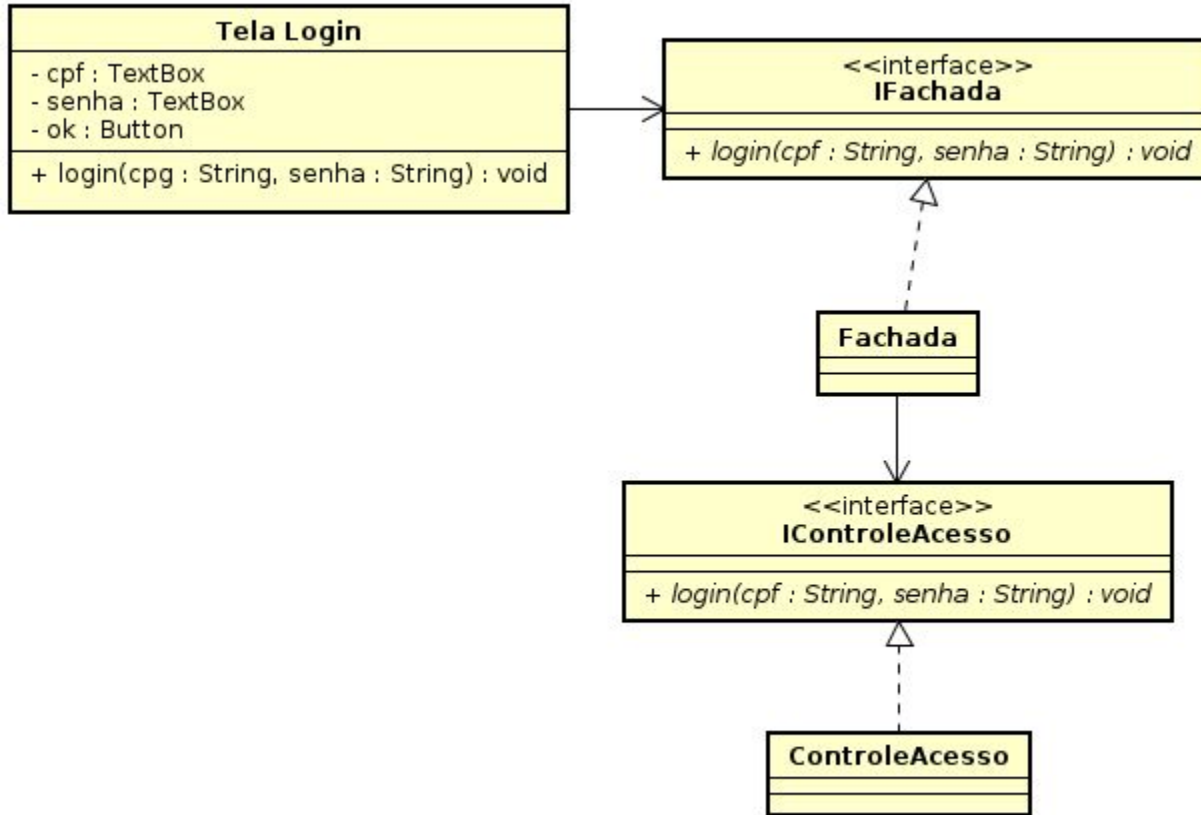 Tela Login
- cpf : TextBox
- senha : TextBox
- ok : Button
+ login(cpg : String, senha : String) : void
<<interface>>
IFachada
+ login(cpf : String, senha : String) : void
Fachada
<<interface>>
IControleAcesso
+ login(cpf : String, senha : String) : void
ControleAcesso